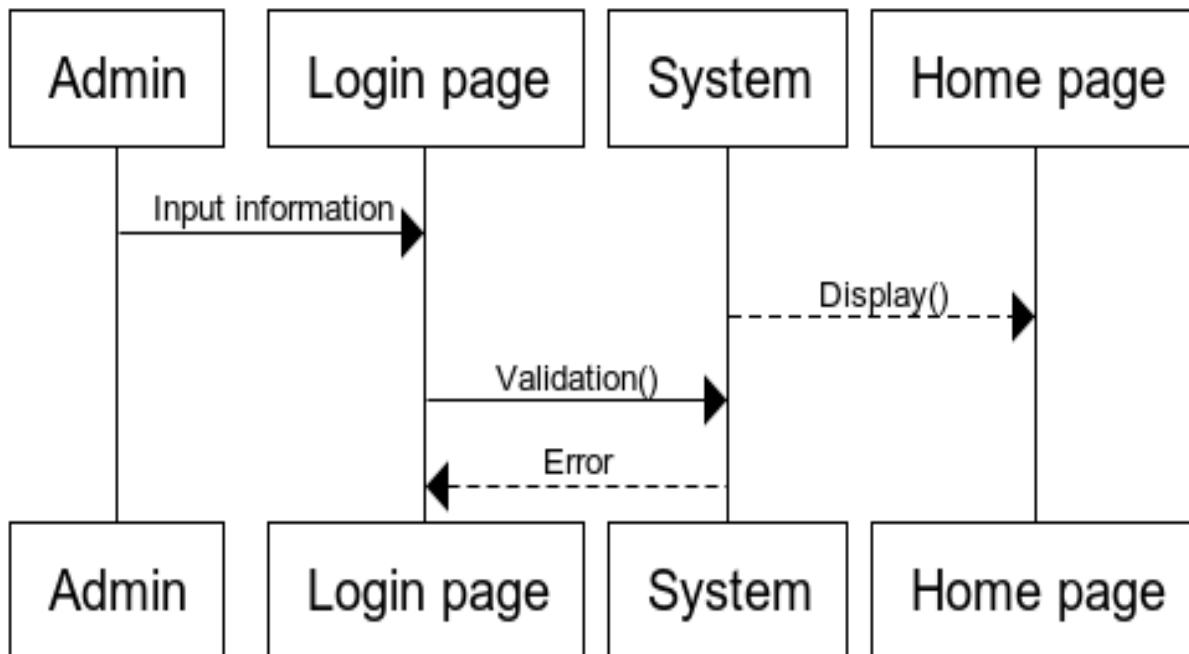 Admin
Login page
System
Home page
Input information
Display()
Validation()
Error
Admin
Login page
System
Home page